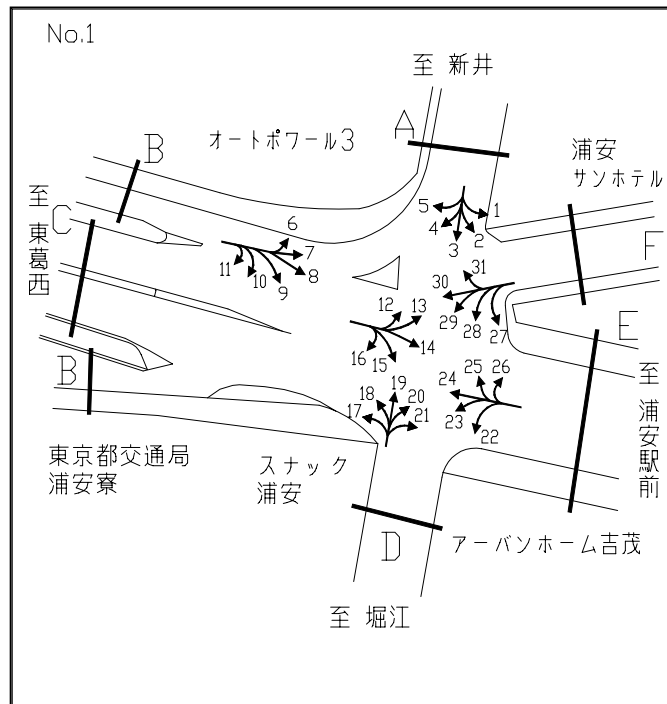 No.1
至 新井
A
オートポワール3
B
浦安
サンホテル
至 東葛西
C
F
E
B
至 浦安駅前
東京都交通局
浦安寮
スナック
浦安
D
アーバンホーム吉茂
至 堀江
1
2
3
4
5
6
7
8
9
10
11
12
13
14
15
16
17
18
19
20
21
22
23
24
25
26
27
28
29
30
31